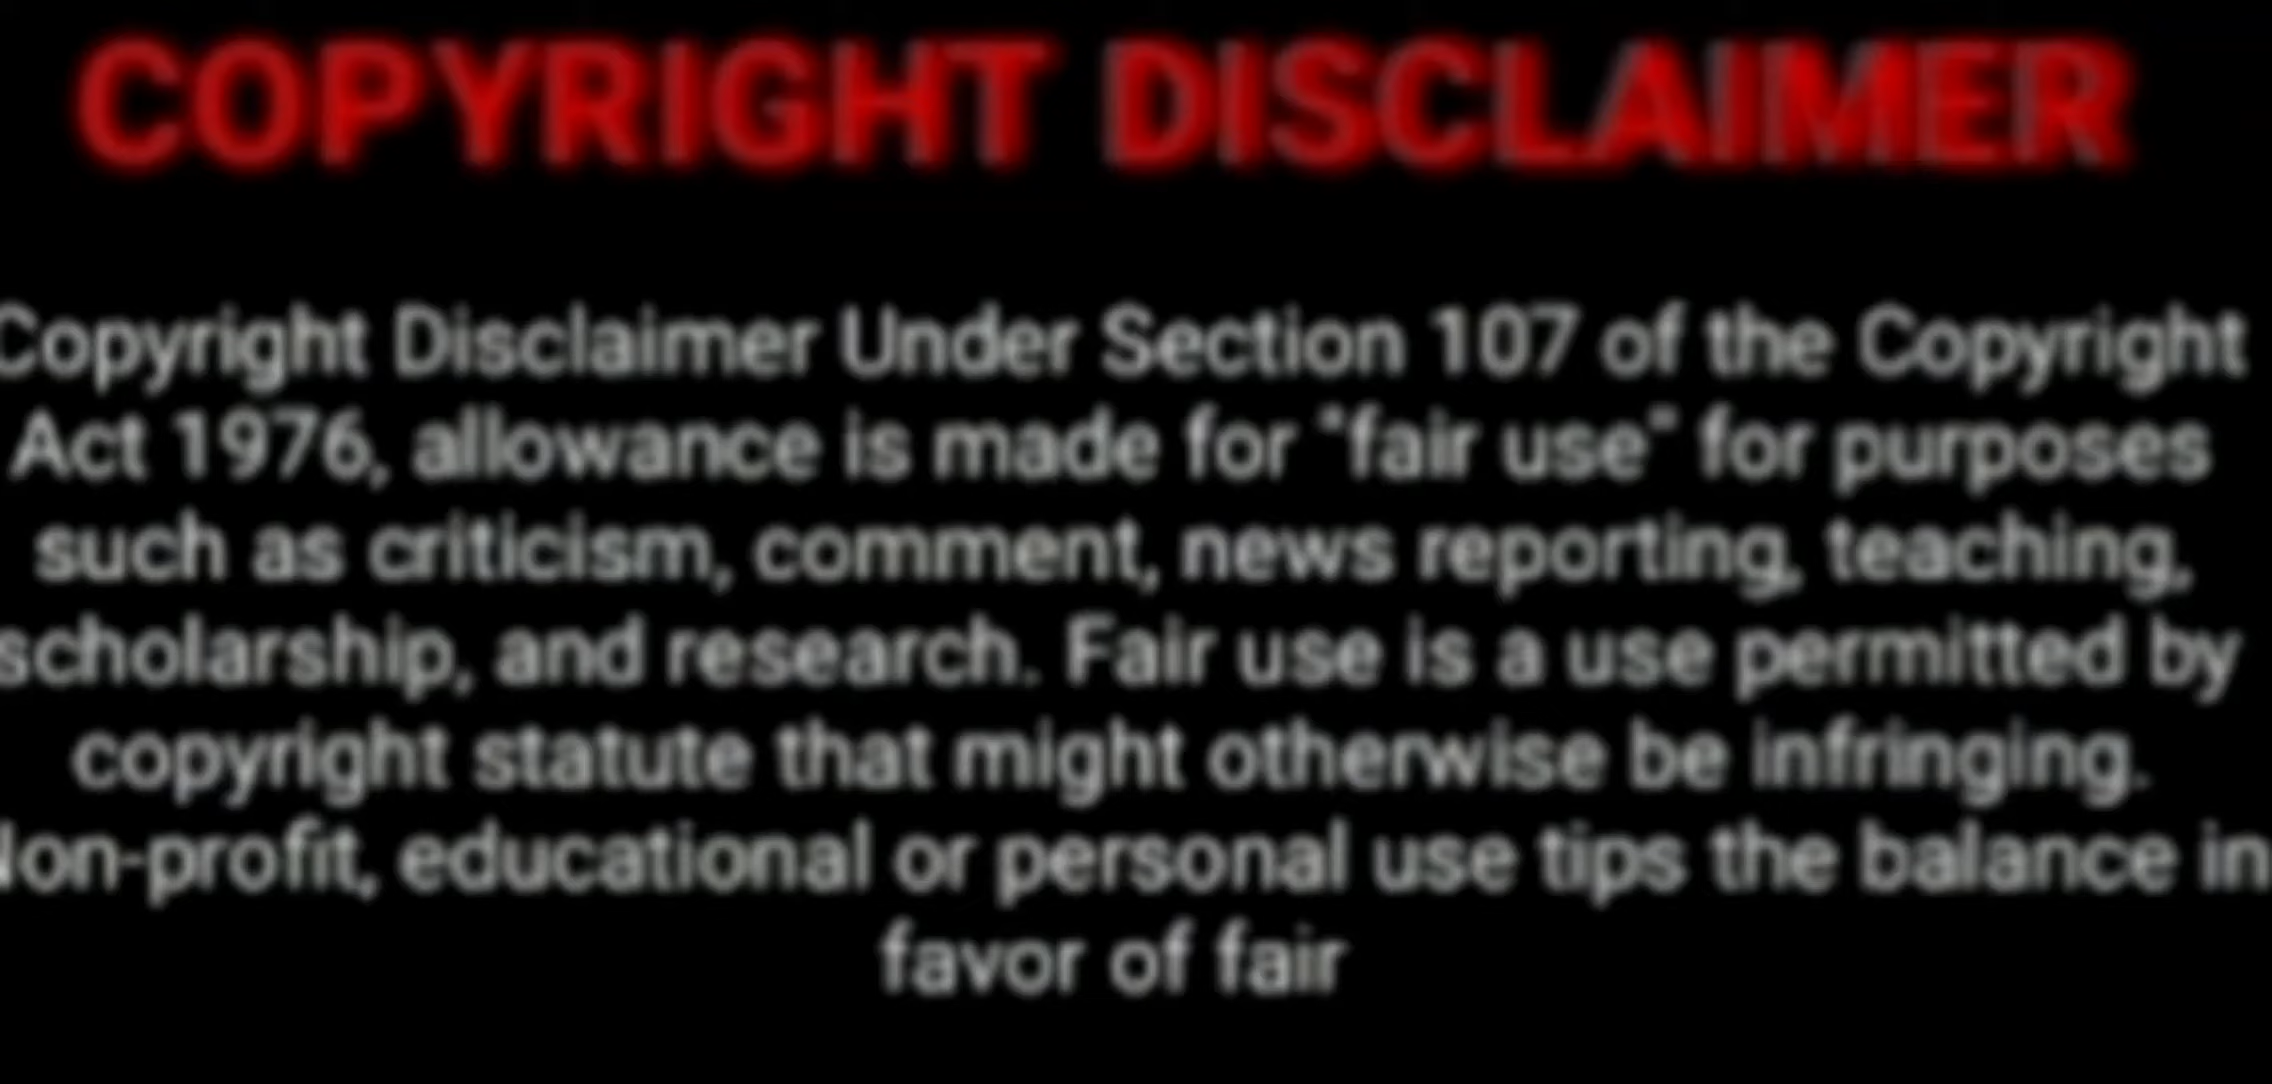 COPYRIGHT DISCLAIMER
Copyright Disclaimer Under Section 107 of the Copyright
Act 1976, allowance is made for "fair use" for purposes
such as criticism, comment, news reporting, teaching,
scholarship, and research. Fair use is a use permitted by
copyright statute that might otherwise be infringing.
Non-profit, educational or personal use tips the balance in
favor of fair